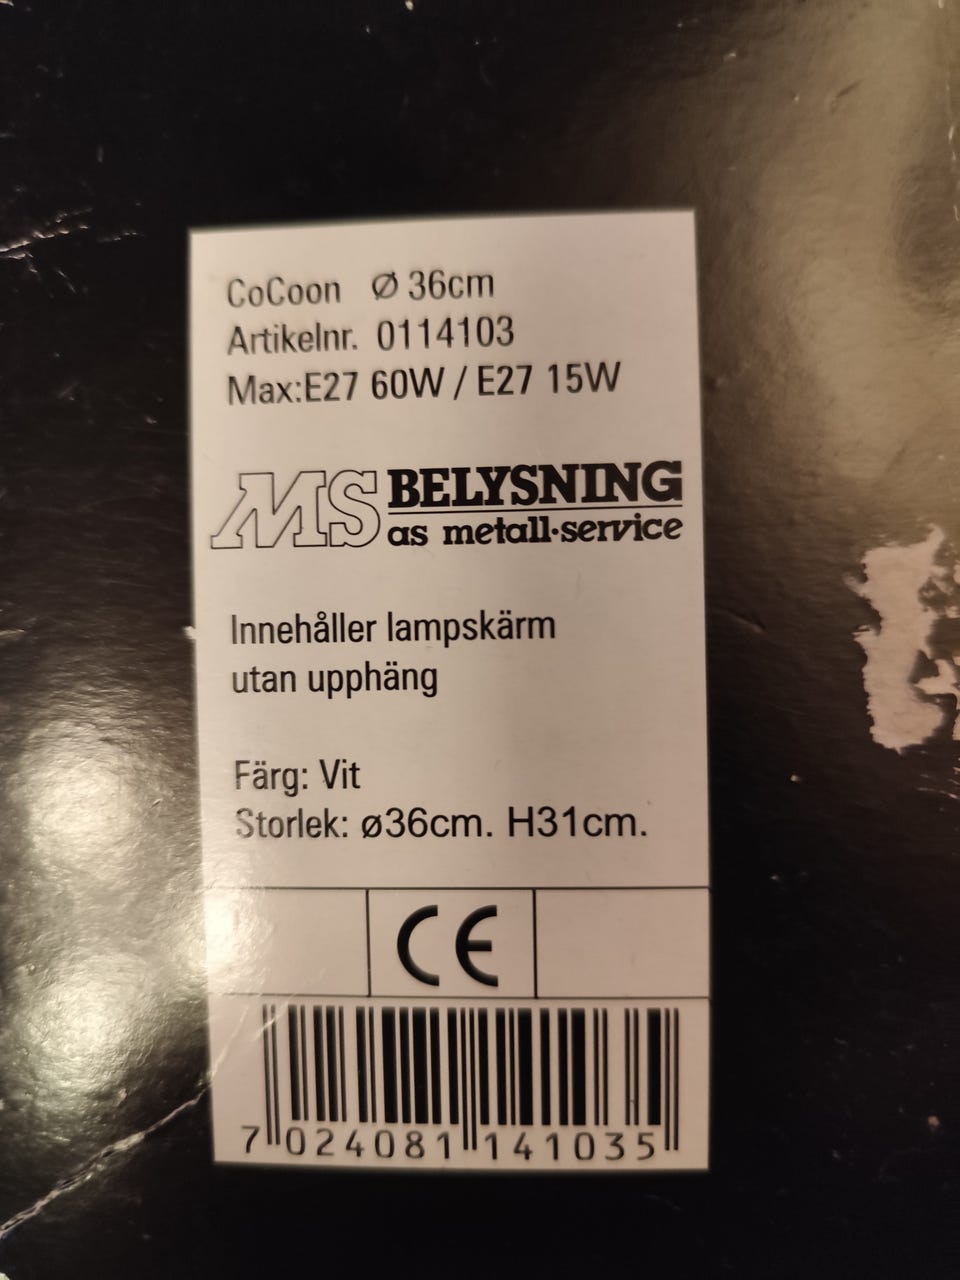 CoCoon Ø 36cm
Artikelnr. 0114103
Max:E27 60W / E27 15W
MS BELYSNING
as metall·service
Innehåller lampskärm
utan upphäng
Färg: Vit
Storlek: ø36cm. H31cm.
CE
7 024081 141035